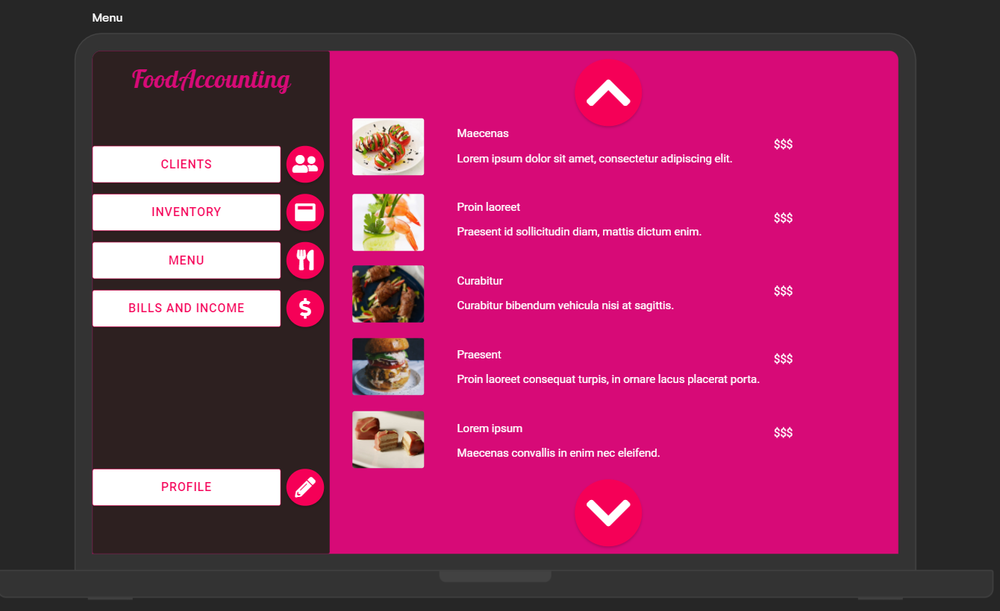 Menu
FoodAccounting
CLIENTS
INVENTORY
MENU
BILLS AND INCOME
PROFILE
Maecenas
Lorem ipsum dolor sit amet, consectetur adipiscing elit.
$$$
Proin laoreet
Praesent id sollicitudin diam, mattis dictum enim.
$$$
Curabitur
Curabitur bibendum vehicula nisi at sagittis.
$$$
Praesent
Proin laoreet consequat turpis, in ornare lacus placerat porta.
$$$
Lorem ipsum
Maecenas convallis in enim nec eleifend.
$$$